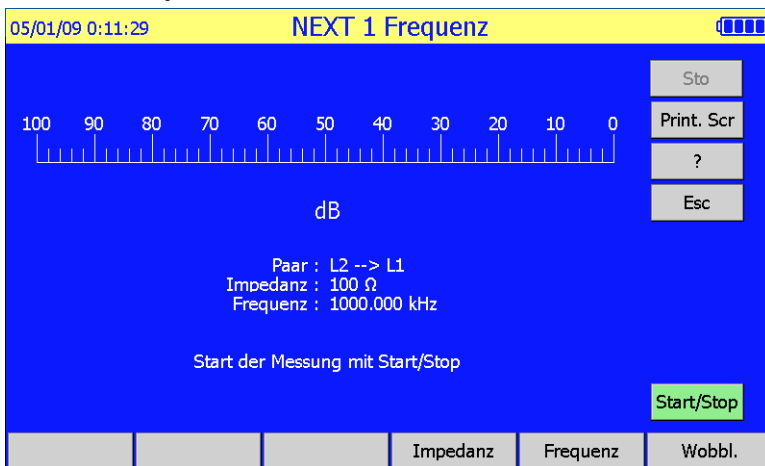 05/01/09 0:11:29 NEXT 1 Frequenz
Sto
Print. Scr
?
Esc
100 90 80 70 60 50 40 30 20 10 0
dB
Paar : L2 --> L1
Impedanz : 100 Ω
Frequenz : 1000.000 kHz
Start der Messung mit Start/Stop
Start/Stop
Impedanz Frequenz Wobbl.